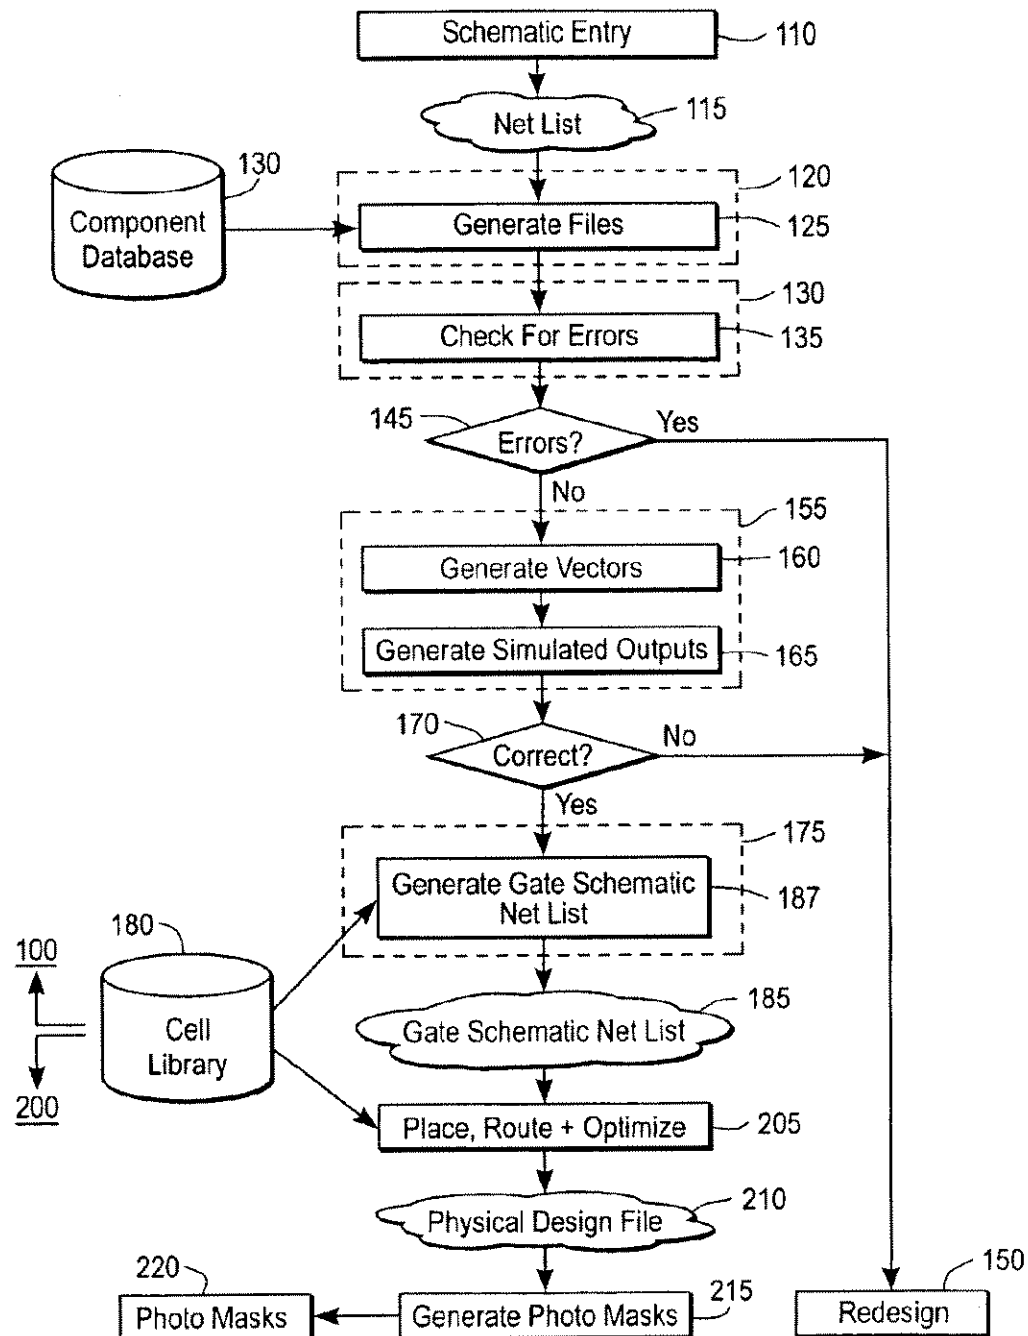 Schematic Entry
110
Net List
115
130
Component
Database
120
Generate Files
125
130
Check For Errors
135
145
Errors?
Yes
No
155
Generate Vectors
160
Generate Simulated Outputs
165
170
Correct?
No
Yes
175
Generate Gate Schematic
Net List
187
180
100
Cell
Library
200
185
Gate Schematic Net List
Place, Route + Optimize
205
210
Physical Design File
220
Photo Masks
Generate Photo Masks
215
150
Redesign